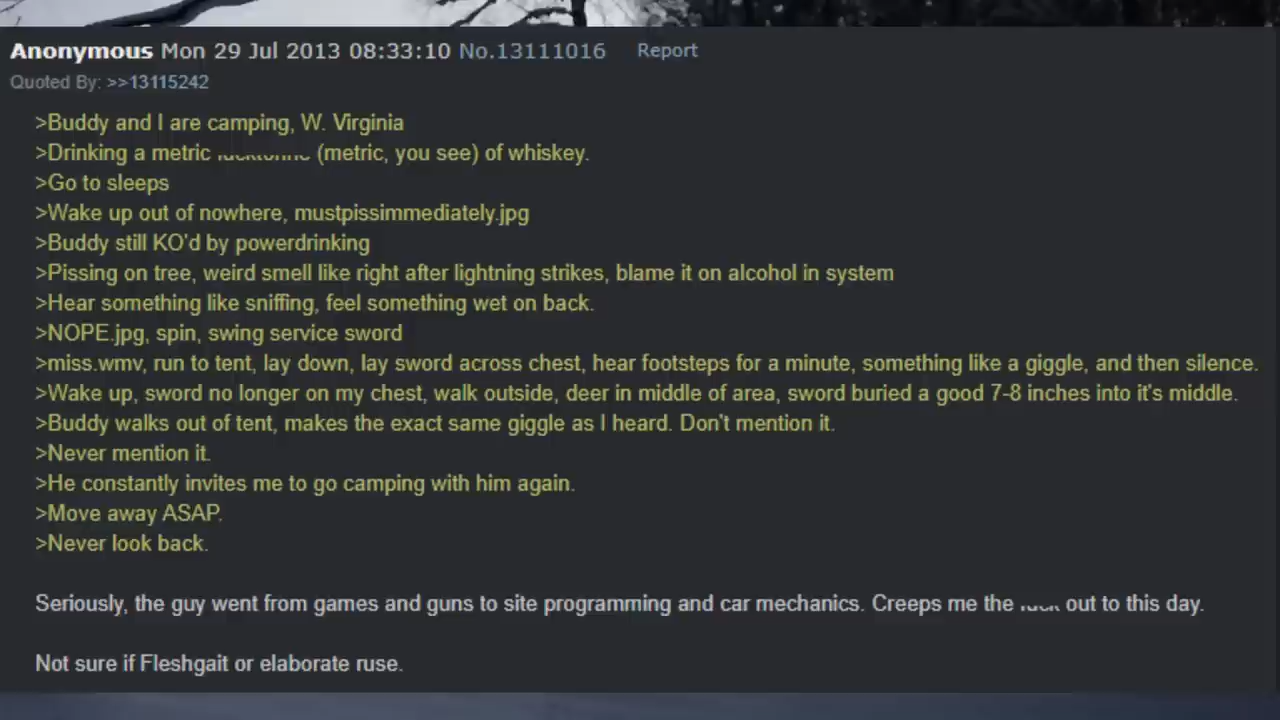 Anonymous Mon 29 Jul 2013 08:33:10 No.13111016 Report
Quoted By: >>13115242
>Buddy and I are camping, W. Virginia
>Drinking a metric (metric, you see) of whiskey.
>Go to sleeps
>Wake up out of nowhere, mustpissimmediately.jpg
>Buddy still KO'd by powerdrinking
>Pissing on tree, weird smell like right after lightning strikes, blame it on alcohol in system
>Hear something like sniffing, feel something wet on back.
>NOPE.jpg, spin, swing service sword
>miss.wmv, run to tent, lay down, lay sword across chest, hear footsteps for a minute, something like a giggle, and then silence.
>Wake up, sword no longer on my chest, walk outside, deer in middle of area, sword buried a good 7-8 inches into it's middle.
>Buddy walks out of tent, makes the exact same giggle as I heard. Don't mention it.
>Never mention it.
>He constantly invites me to go camping with him again.
>Move away ASAP.
>Never look back.
Seriously, the guy went from games and guns to site programming and car mechanics. Creeps me the out to this day.
Not sure if Fleshgait or elaborate ruse.